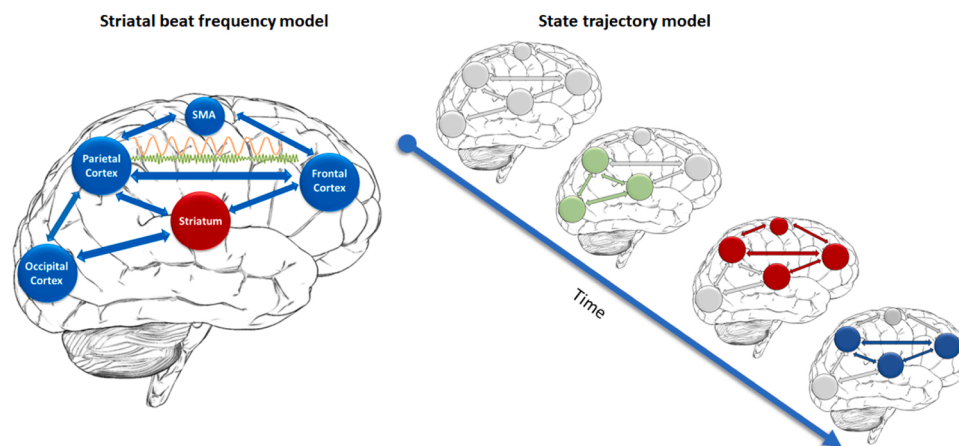 Striatal beat frequency model
State trajectory model
SMA
Parietal
Cortex
Frontal
Cortex
Striatum
Occipital
Cortex
Time